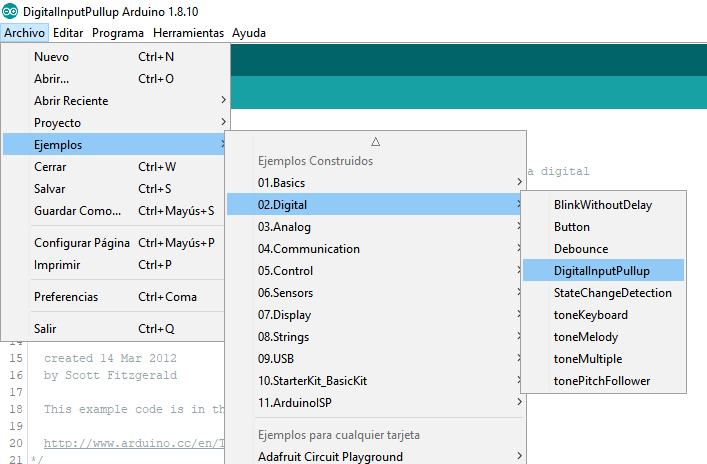 DigitalInputPullup Arduino 1.8.10
Archivo Editar Programa Herramientas Ayuda
Nuevo Ctrl+N
Abrir... Ctrl+O
Abrir Reciente
Proyecto
Ejemplos
Cerrar Ctrl+W
Salvar Ctrl+S
Guardar Como... Ctrl+Mayús+S
Configurar Página Ctrl+Mayús+P
Imprimir Ctrl+P
Preferencias Ctrl+Coma
Salir Ctrl+Q
Ejemplos Construidos
01.Basics
02.Digital
03.Analog
04.Communication
05.Control
06.Sensors
07.Display
08.Strings
09.USB
10.StarterKit_BasicKit
11.ArduinoISP
Ejemplos para cualquier tarjeta
Adafruit Circuit Playground
BlinkWithoutDelay
Button
Debounce
DigitalInputPullup
StateChangeDetection
toneKeyboard
toneMelody
toneMultiple
tonePitchFollower
a digital
14
15 created 14 Mar 2012
16 by Scott Fitzgerald
17
18 This example code is in th
19
20 http://www.arduino.cc/en/T
21 */